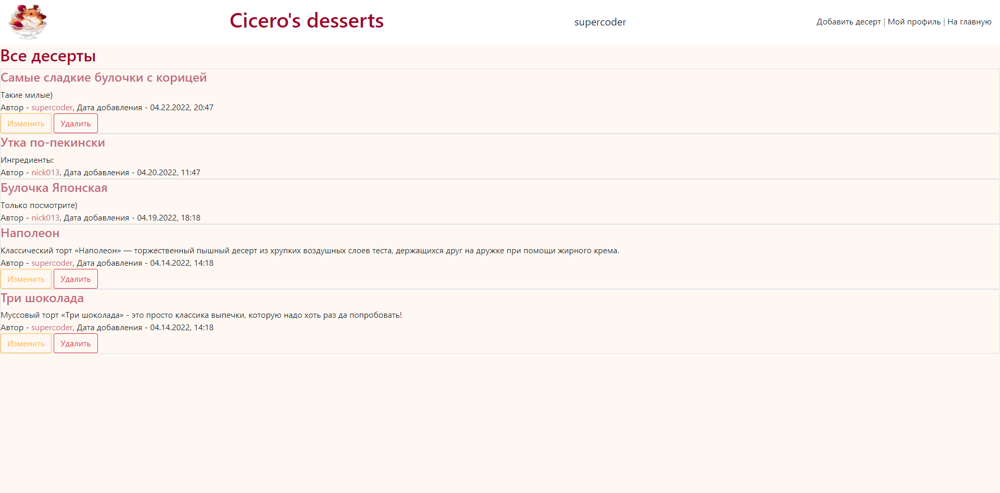 Cicero's desserts
supercoder
Добавить десерт | Мой профиль | На главную
Все десерты
Самые сладкие булочки с корицей
Такие милые)
Автор - supercoder, Дата добавления - 04.22.2022, 20:47
Изменить Удалить
Утка по-пекински
Ингредиенты:
Автор - nick013, Дата добавления - 04.20.2022, 11:47
Булочка Японская
Только посмотрите)
Автор - nick013, Дата добавления - 04.19.2022, 18:18
Наполеон
Классический торт «Наполеон» — торжественный пышный десерт из хрупких воздушных слоев теста, держащихся друг на дружке при помощи жирного крема.
Автор - supercoder, Дата добавления - 04.14.2022, 14:18
Изменить Удалить
Три шоколада
Муссовый торт «Три шоколада» - это просто классика выпечки, которую надо хоть раз да попробовать!
Автор - supercoder, Дата добавления - 04.14.2022, 14:18
Изменить Удалить